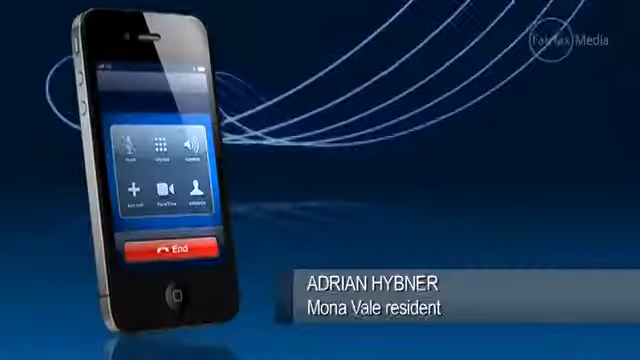 Fairfax Media
End
ADRIAN HYBNER
Mona Vale resident